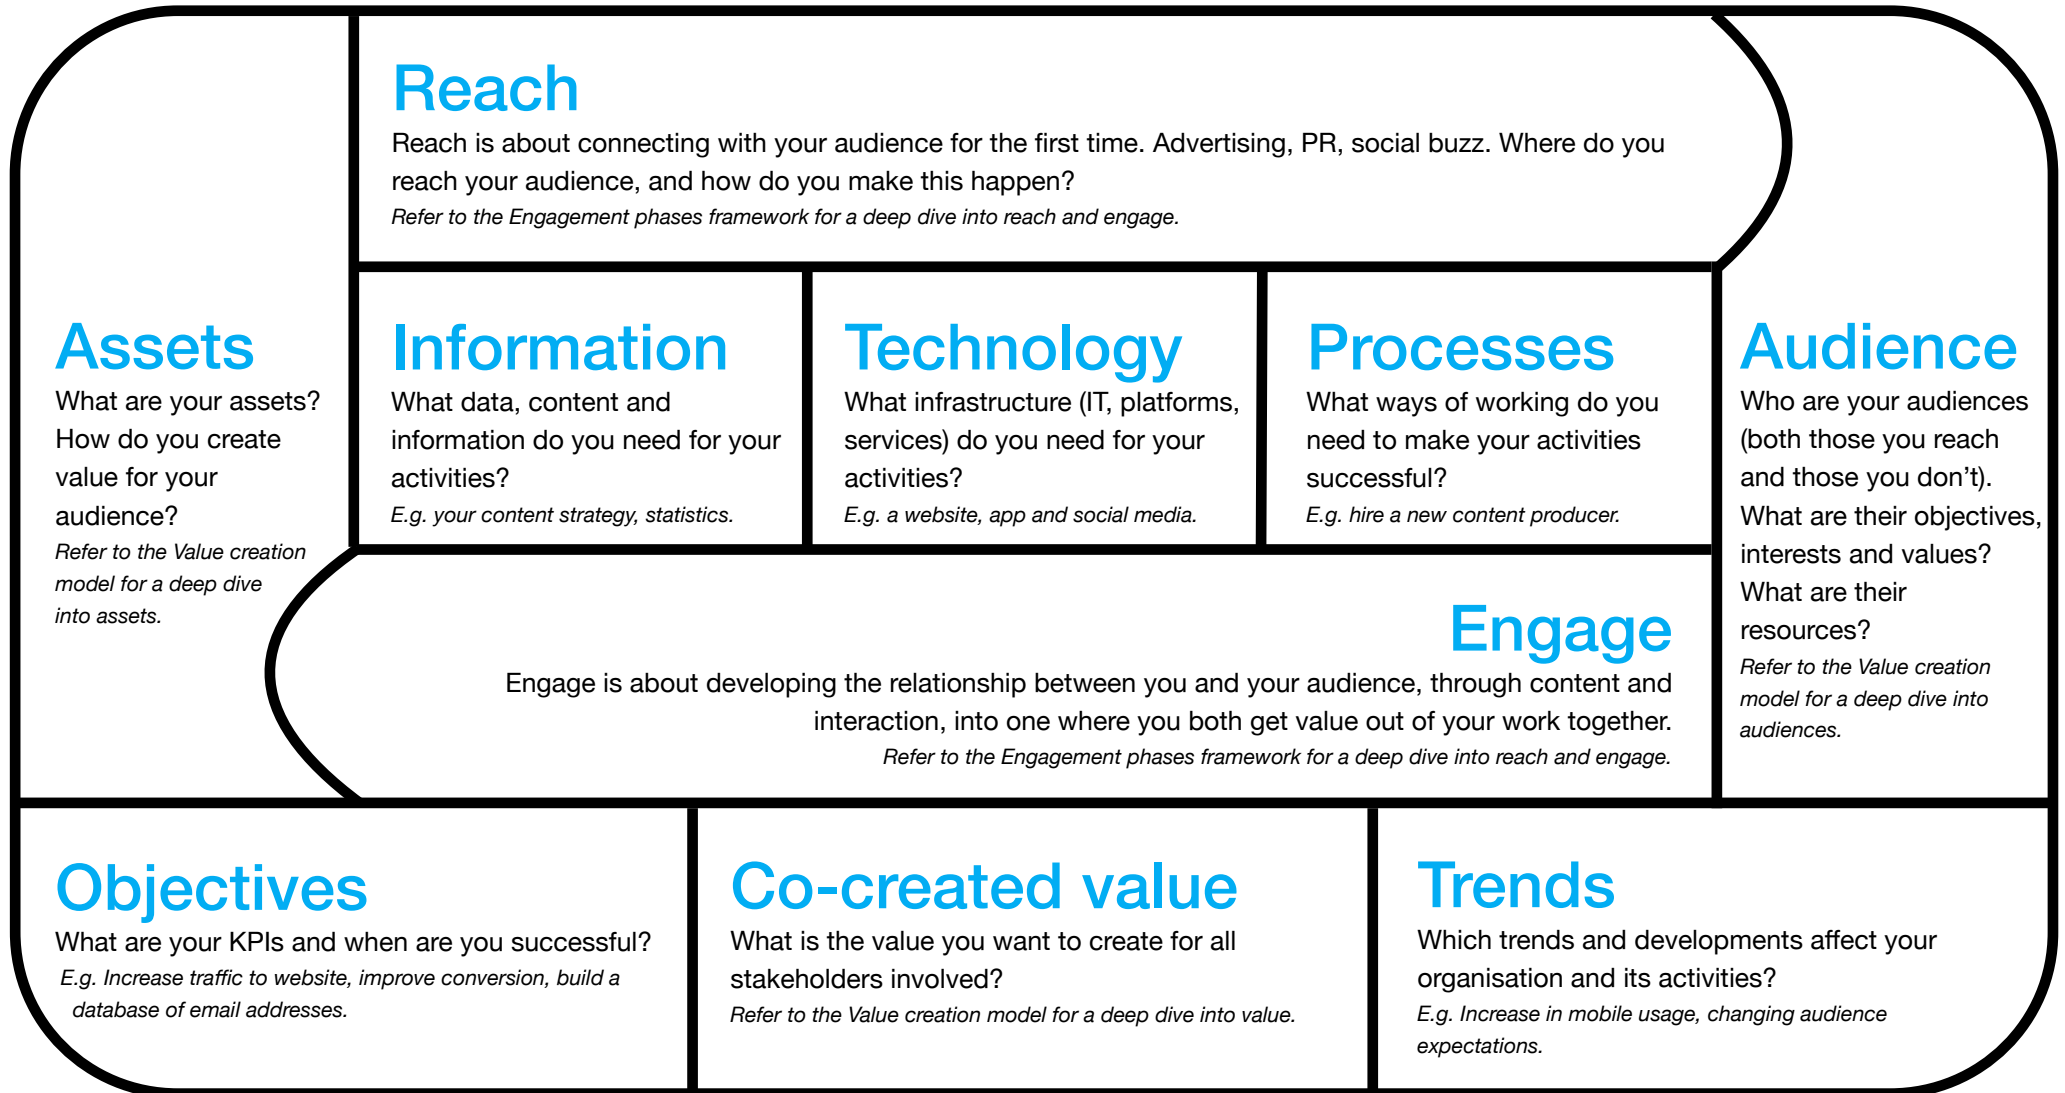 Reach
Reach is about connecting with your audience for the first time. Advertising, PR, social buzz. Where do you
reach your audience, and how do you make this happen?
Refer to the Engagement phases framework for a deep dive into reach and engage.
Assets
What are your assets?
How do you create
value for your
audience?
Refer to the Value creation
model for a deep dive
into assets.
Information
What data, content and
information do you need for your
activities?
E.g. your content strategy, statistics.
Technology
What infrastructure (IT, platforms,
services) do you need for your
activities?
E.g. a website, app and social media.
Processes
What ways of working do you
need to make your activities
successful?
E.g. hire a new content producer.
Audience
Who are your audiences
(both those you reach
and those you don’t).
What are their objectives,
interests and values?
What are their
resources?
Refer to the Value creation
model for a deep dive into
audiences.
Engage
Engage is about developing the relationship between you and your audience, through content and
interaction, into one where you both get value out of your work together.
Refer to the Engagement phases framework for a deep dive into reach and engage.
Objectives
What are your KPIs and when are you successful?
E.g. Increase traffic to website, improve conversion, build a
database of email addresses.
Co-created value
What is the value you want to create for all
stakeholders involved?
Refer to the Value creation model for a deep dive into value.
Trends
Which trends and developments affect your
organisation and its activities?
E.g. Increase in mobile usage, changing audience
expectations.